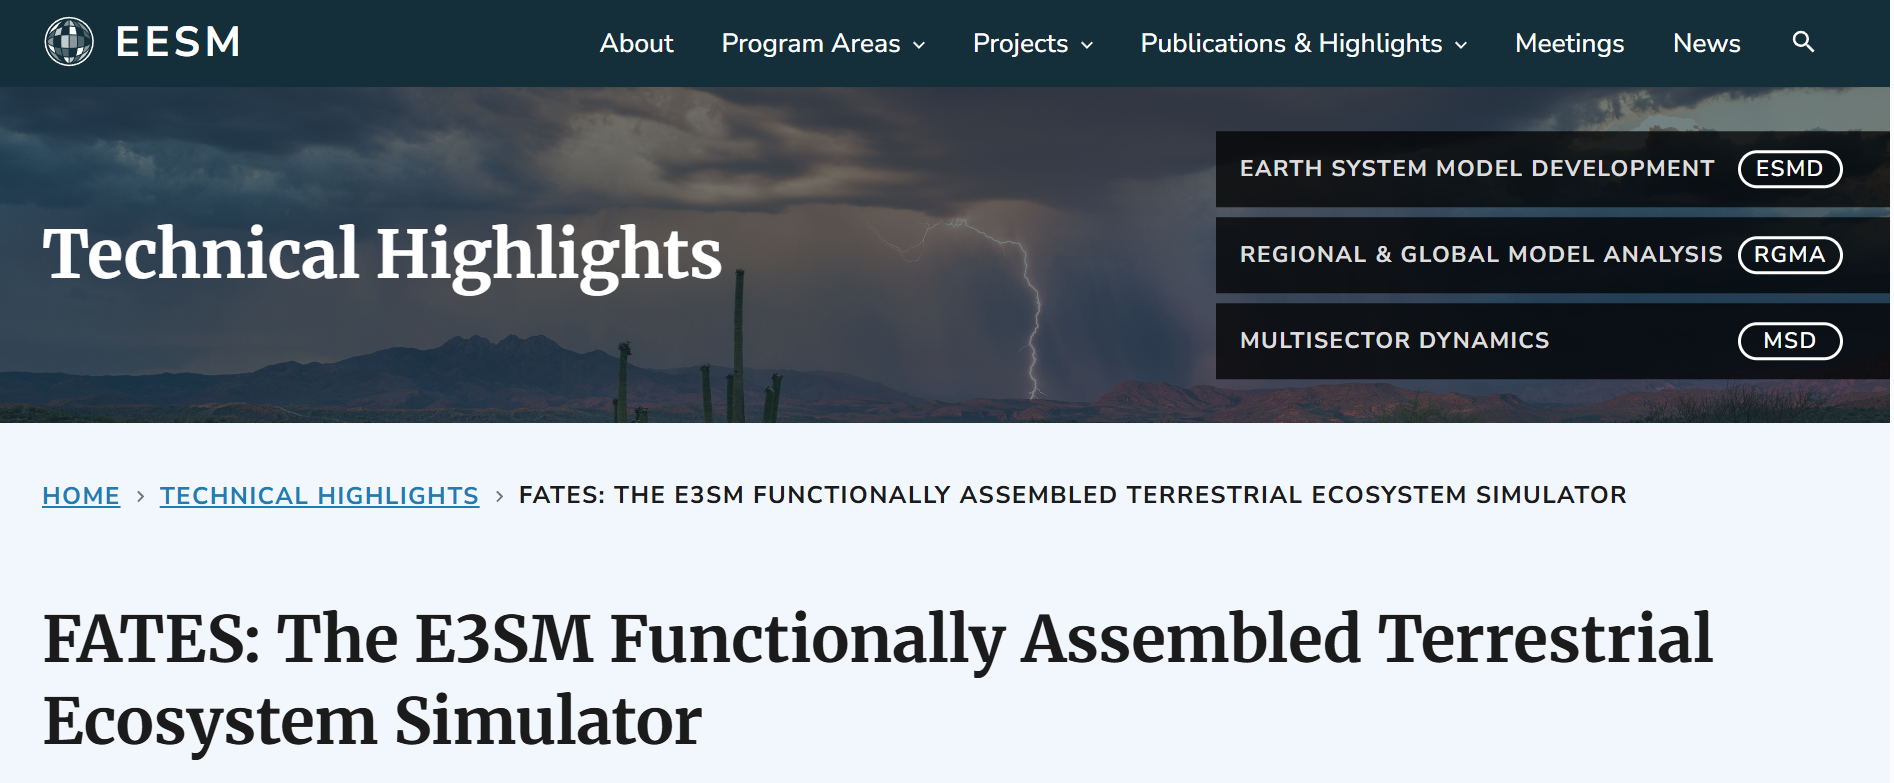 EESM
About Program Areas Projects Publications & Highlights Meetings News
Technical Highlights
EARTH SYSTEM MODEL DEVELOPMENT ESMD
REGIONAL & GLOBAL MODEL ANALYSIS RGMA
MULTISECTOR DYNAMICS MSD
HOME › TECHNICAL HIGHLIGHTS › FATES: THE E3SM FUNCTIONALLY ASSEMBLED TERRESTRIAL ECOSYSTEM SIMULATOR
FATES: The E3SM Functionally Assembled Terrestrial
Ecosystem Simulator